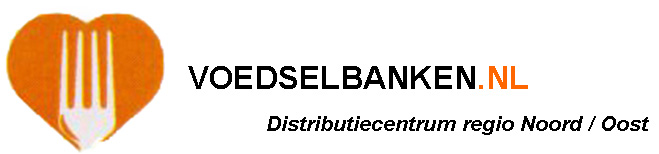 VOEDSELBANKEN.NL
Distributiecentrum regio Noord / Oost